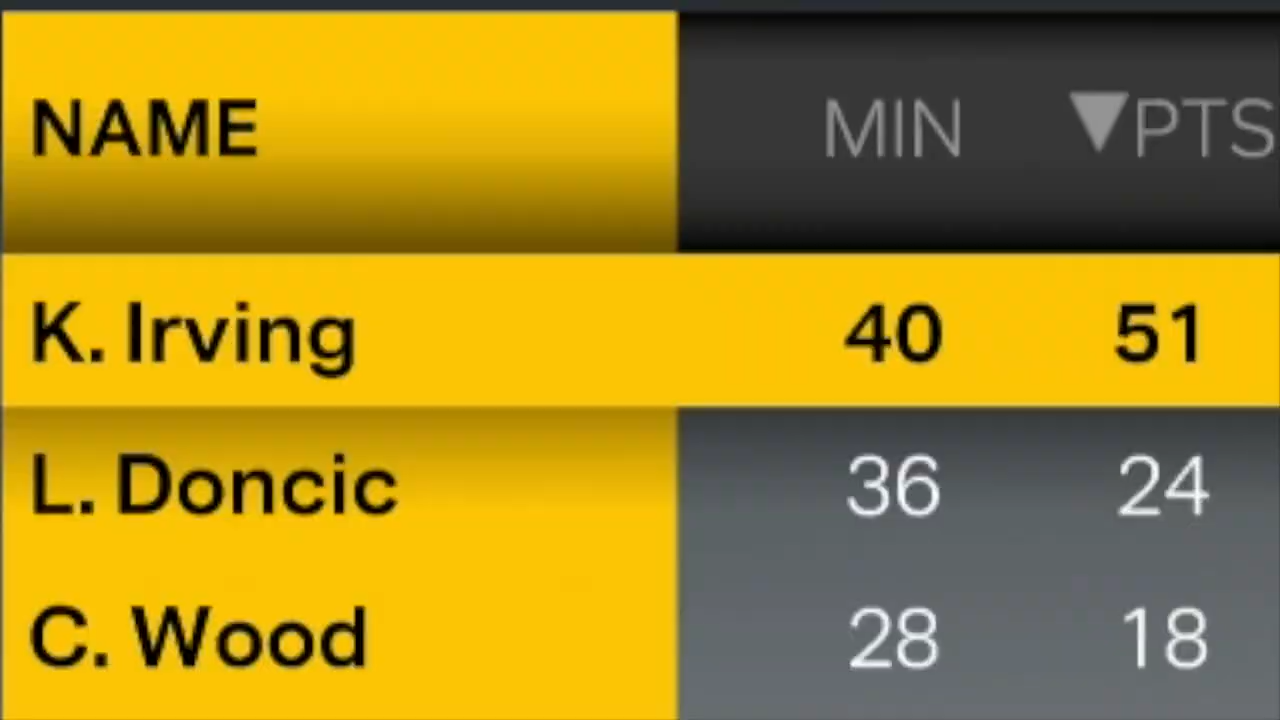 NAME MIN ▼PTS
K. Irving 40 51
L. Doncic 36 24
C. Wood 28 18